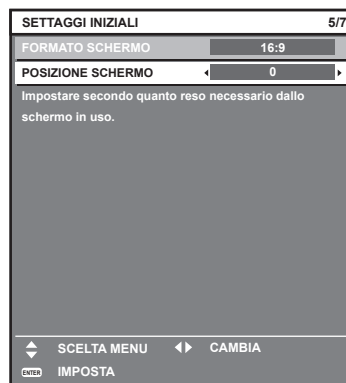 SETTAGGI INIZIALI 5/7
FORMATO SCHERMO 16:9
POSIZIONE SCHERMO 0
Impostare secondo quanto reso necessario dallo
schermo in uso.
SCELTA MENU CAMBIA
ENTER IMPOSTA